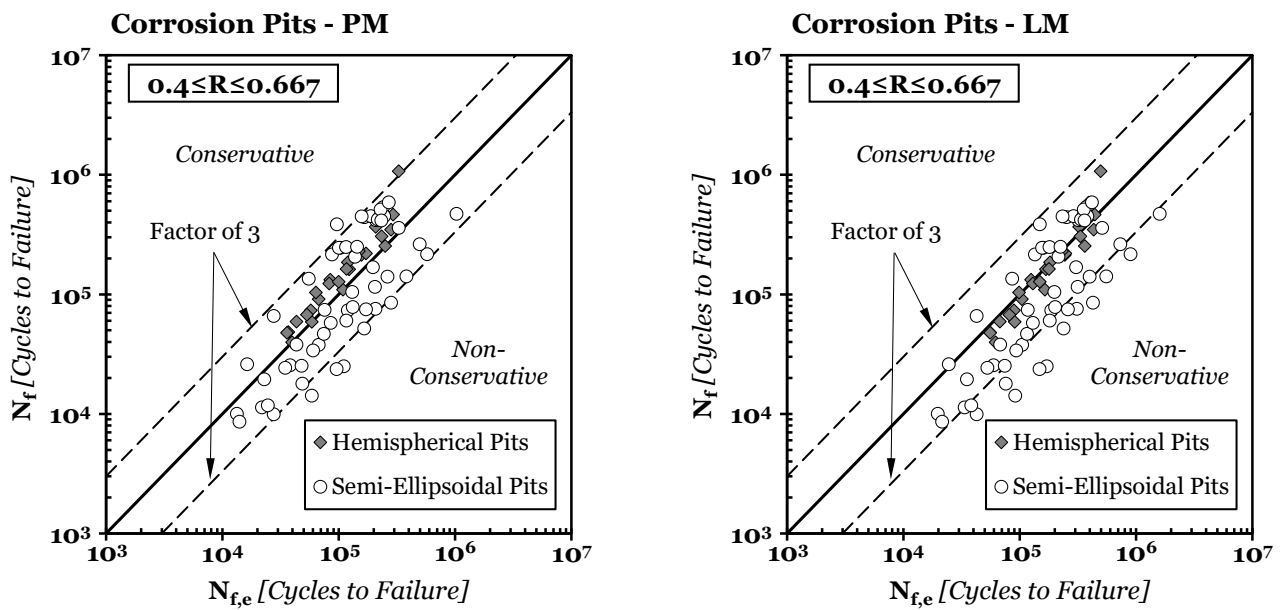 Corrosion Pits - PM
10⁷
0.4≤R≤0.667
Conservative
10⁶
Factor of 3
10⁵
Non-
Conservative
10⁴
Hemispherical Pits
Semi-Ellipsoidal Pits
10³
10³ 10⁴ 10⁵ 10⁶ 10⁷
N_f [Cycles to Failure]
N_f,e [Cycles to Failure]
Corrosion Pits - LM
10⁷
0.4≤R≤0.667
Conservative
10⁶
Factor of 3
10⁵
Non-
Conservative
10⁴
Hemispherical Pits
Semi-Ellipsoidal Pits
10³
10³ 10⁴ 10⁵ 10⁶ 10⁷
N_f [Cycles to Failure]
N_f,e [Cycles to Failure]